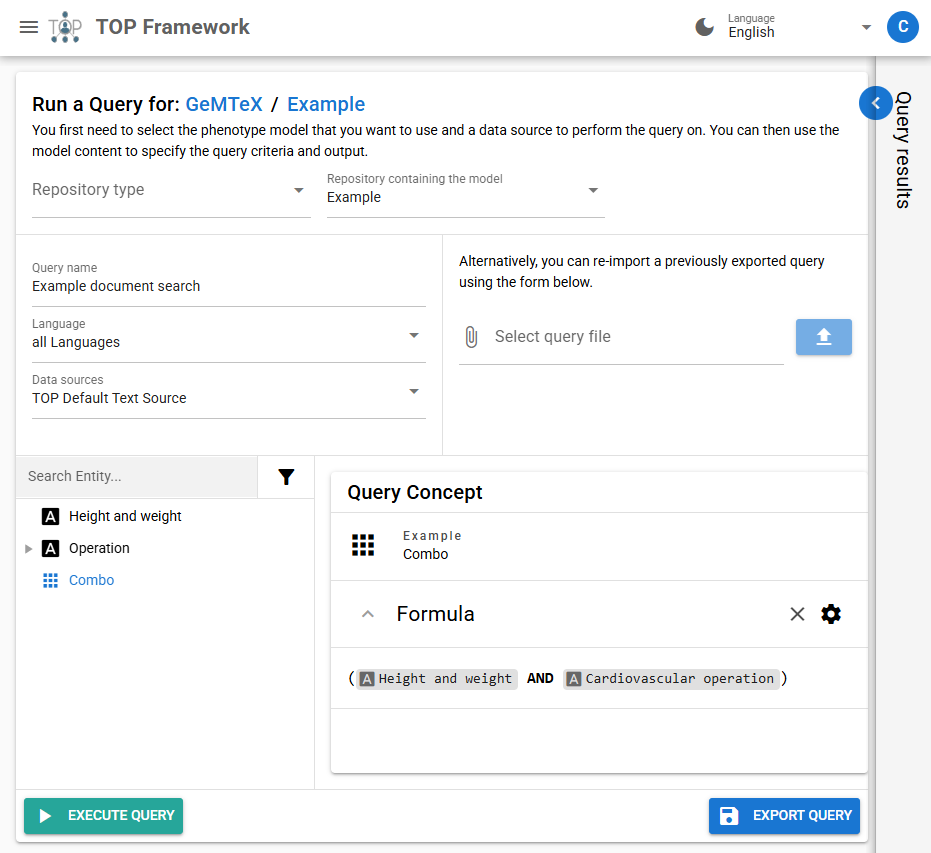 TOP
TOP Framework
Language
English
C
Run a Query for: GeMTeX / Example
You first need to select the phenotype model that you want to use and a data source to perform the query on. You can then use the
model content to specify the query criteria and output.
Repository type
Repository containing the model
Example
Query name
Example document search
Language
all Languages
Data sources
TOP Default Text Source
Alternatively, you can re-import a previously exported query
using the form below.
Select query file
Search Entity...
A Height and weight
A Operation
Combo
Query Concept
Example
Combo
Formula
( A Height and weight AND A Cardiovascular operation )
EXECUTE QUERY
EXPORT QUERY
Query results